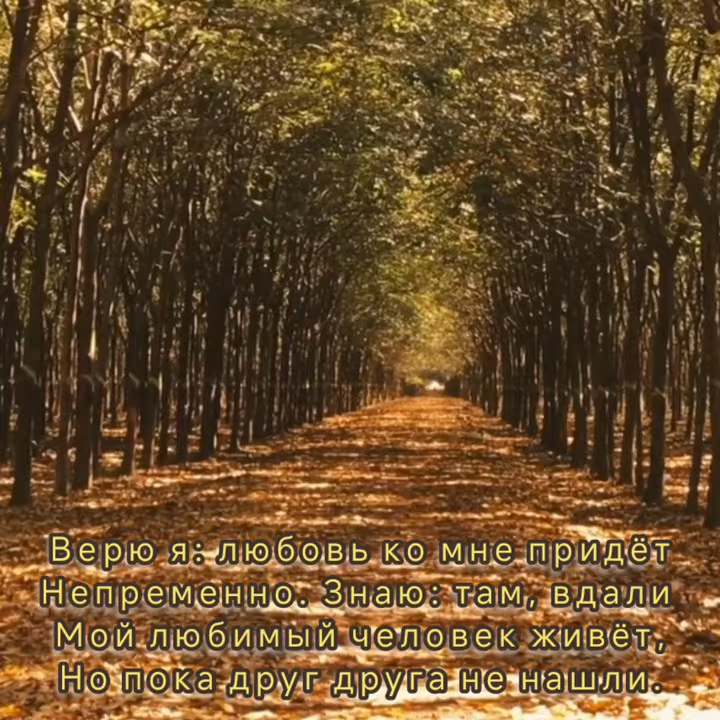 Верю я: любовь ко мне придёт
Непременно. Знаю: там, вдали
Мой любимый человек живёт,
Но пока друг друга не нашли.